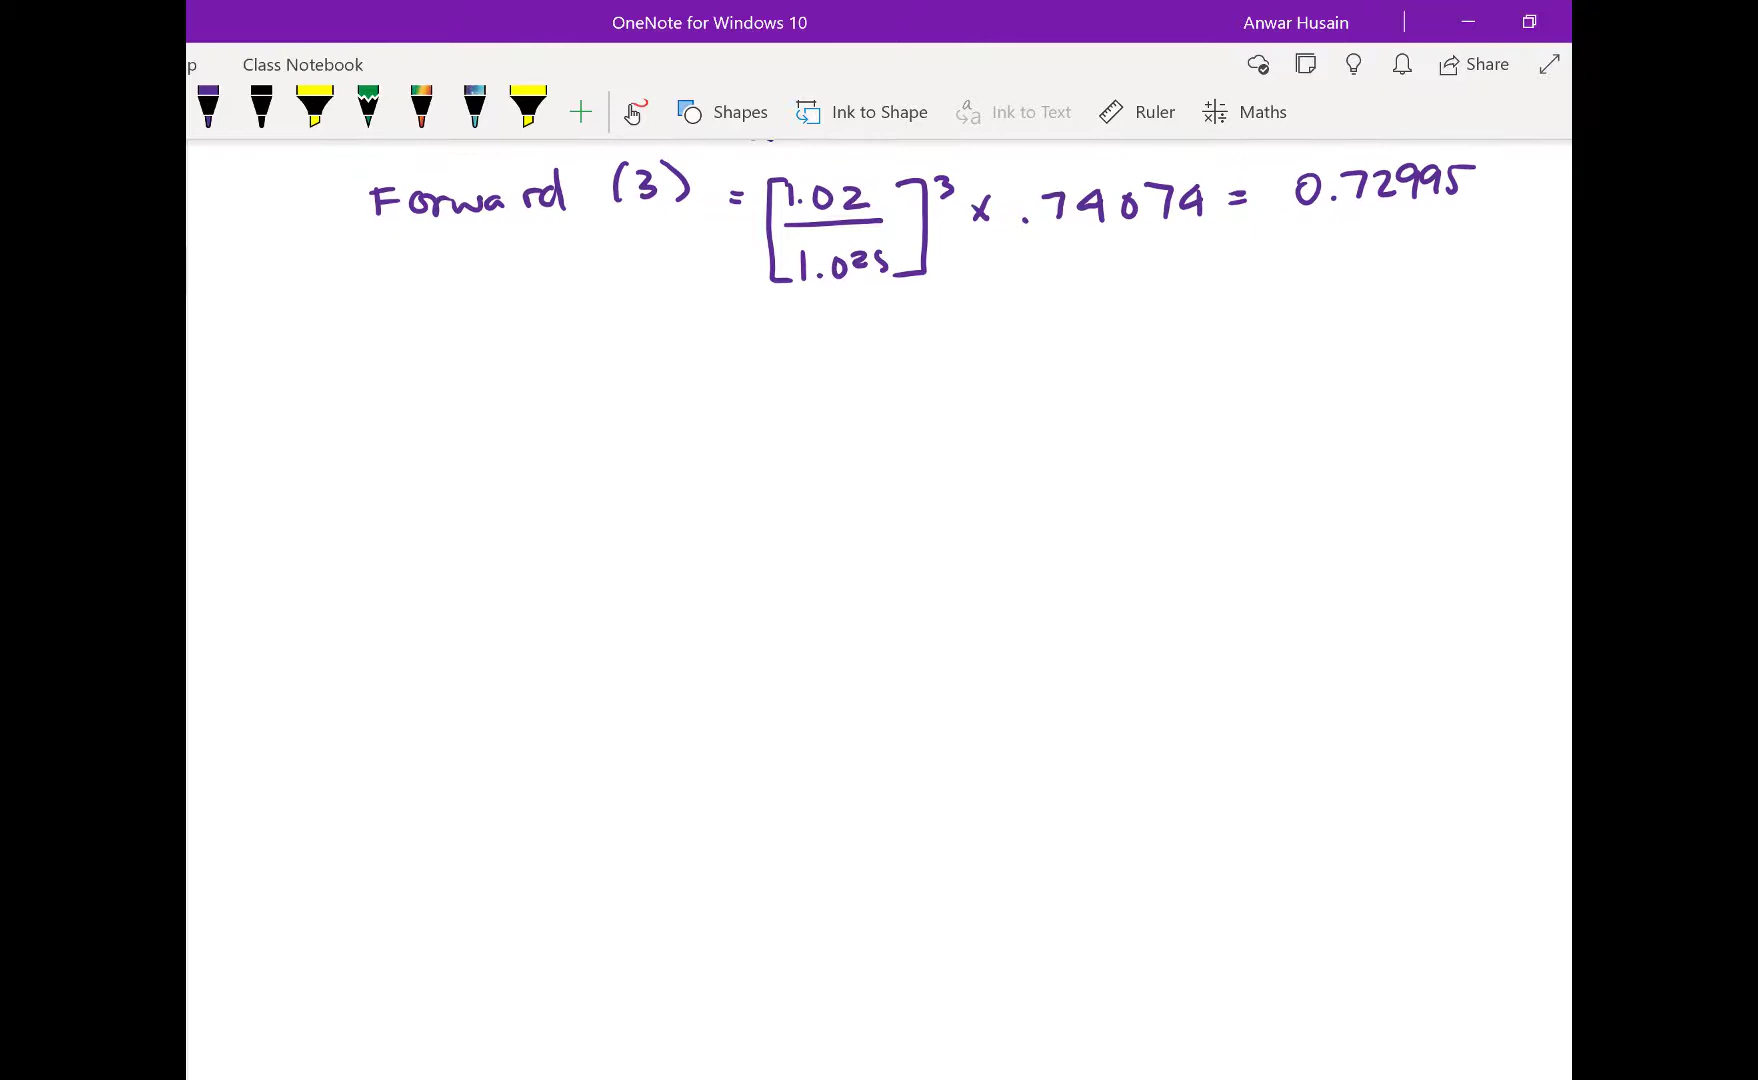 OneNote for Windows 10 Anwar Husain
p Class Notebook Share
Shapes Ink to Shape Ink to Text Ruler Maths
Forward (3) = [1.02 / 1.025]³ × .74074 = 0.72995